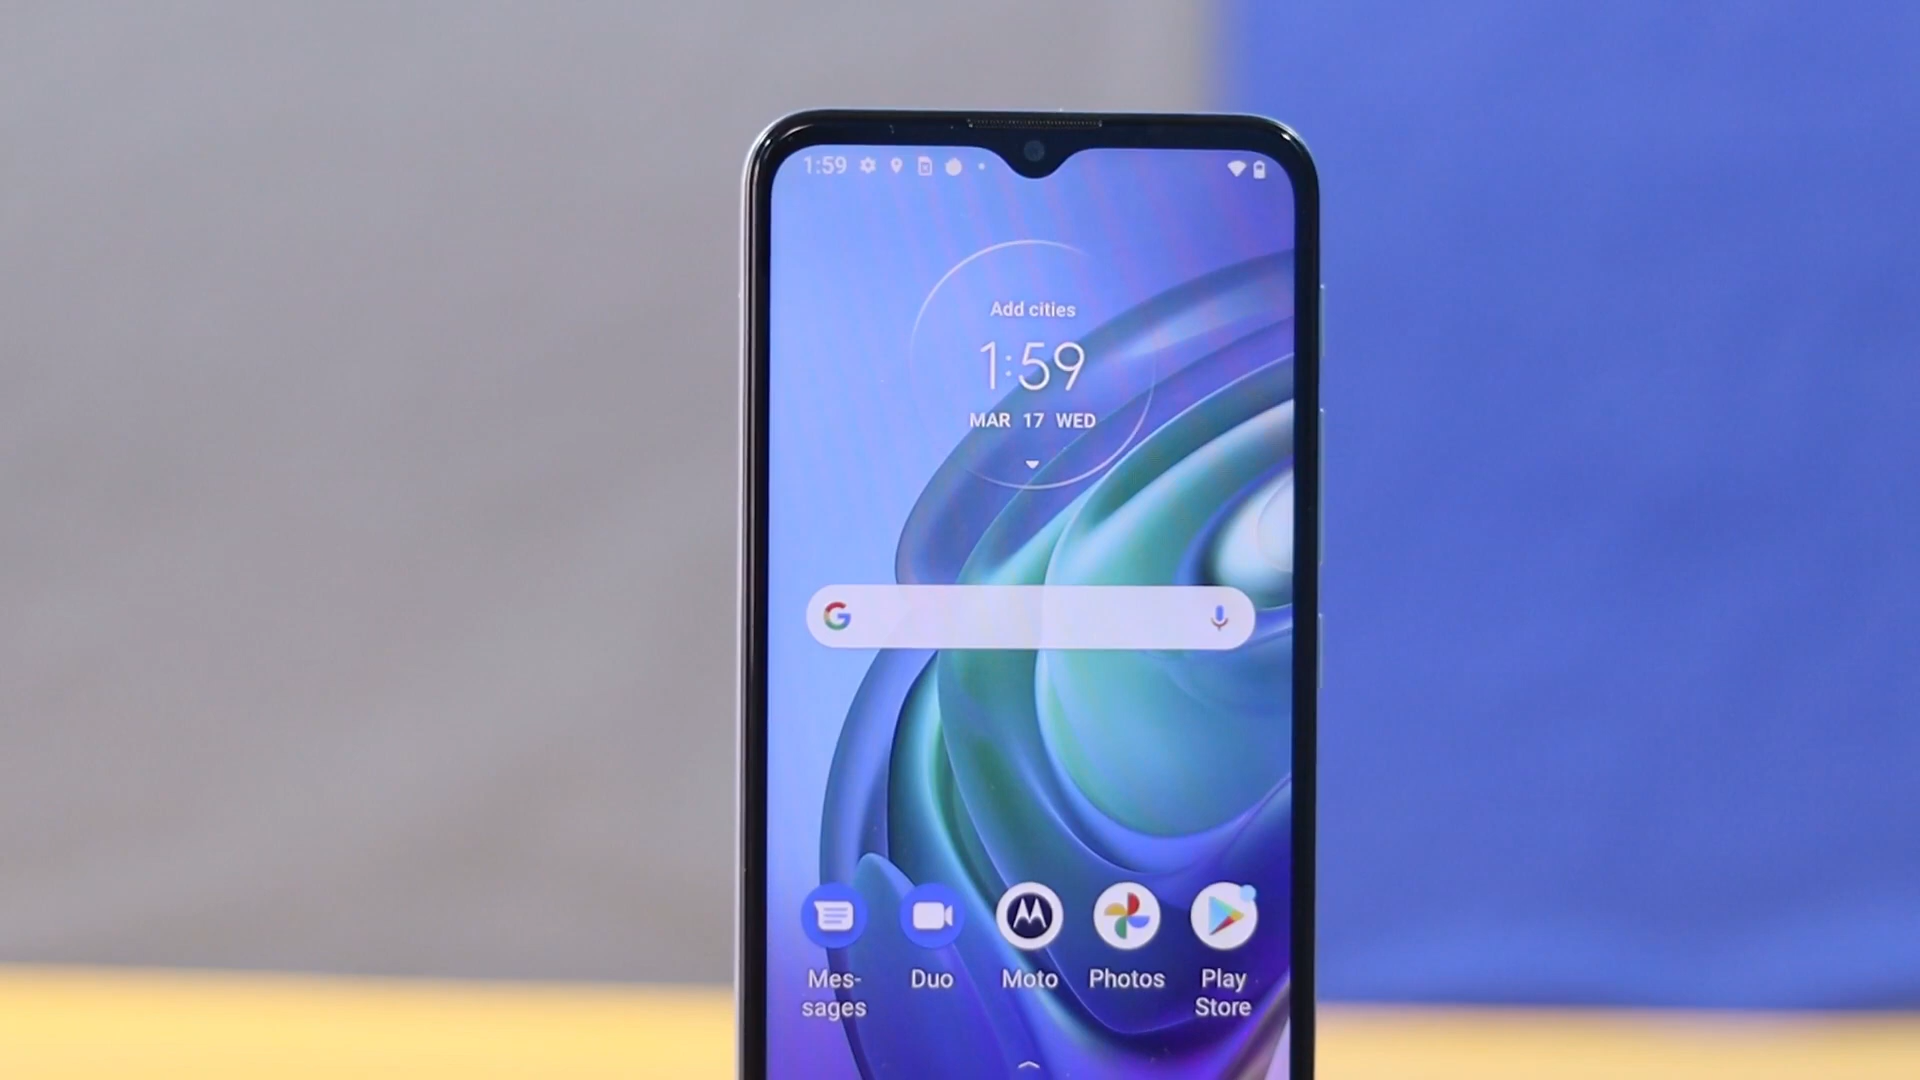 1:59
Add cities
1:59
MAR 17 WED
G
Mes-
sages
Duo
Moto
Photos
Play
Store